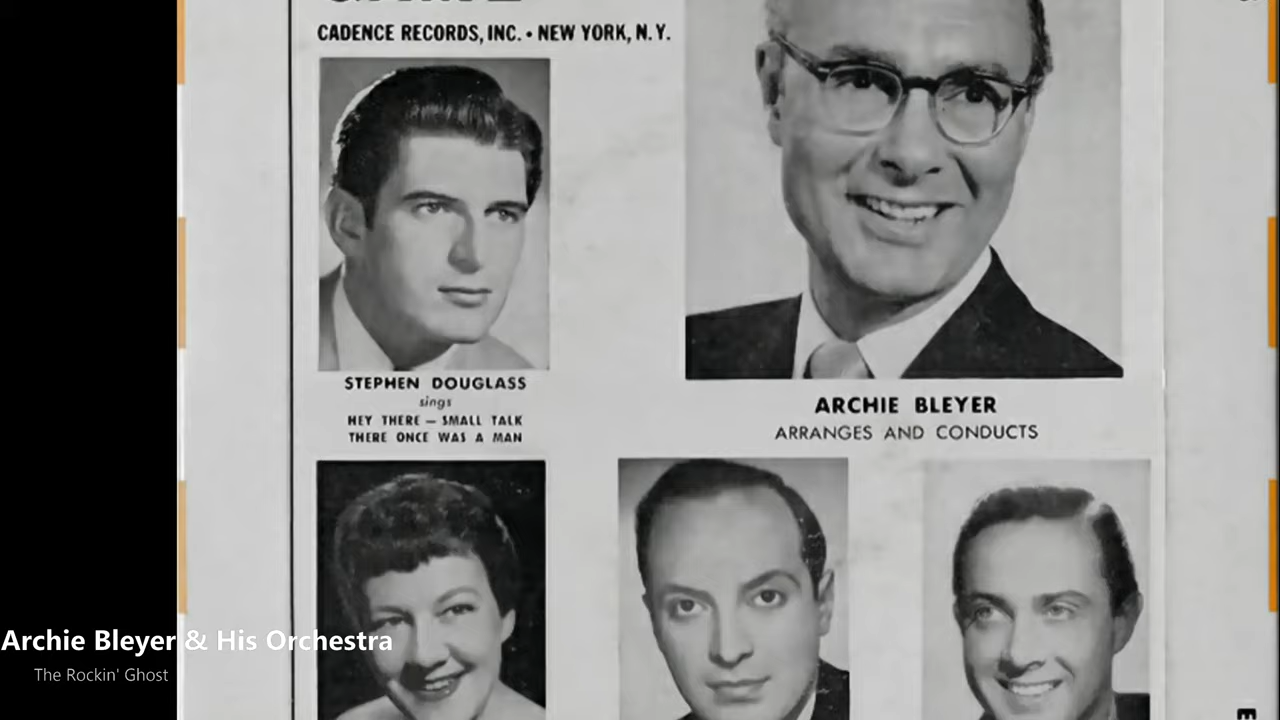 CADENCE RECORDS, INC. • NEW YORK, N.Y.
STEPHEN DOUGLASS
sings
HEY THERE — SMALL TALK
THERE ONCE WAS A MAN
ARCHIE BLEYER
ARRANGES AND CONDUCTS
Archie Bleyer & His Orchestra
The Rockin' Ghost